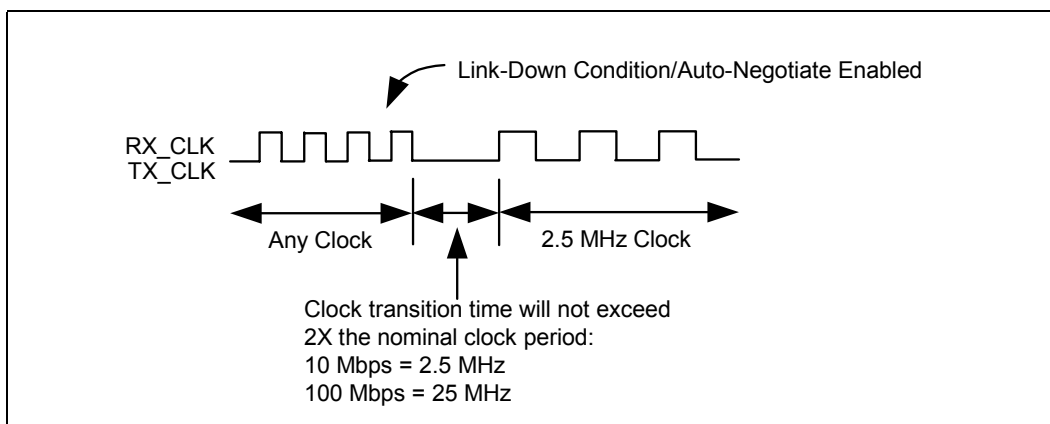 Link-Down Condition/Auto-Negotiate Enabled
RX_CLK
TX_CLK
Any Clock
2.5 MHz Clock
Clock transition time will not exceed
2X the nominal clock period:
10 Mbps = 2.5 MHz
100 Mbps = 25 MHz